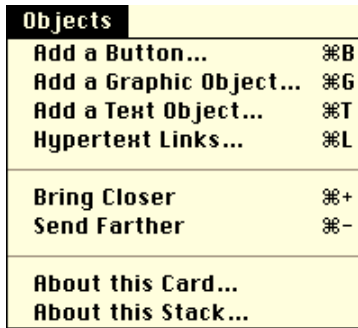 Objects
Add a Button... ⌘B
Add a Graphic Object... ⌘G
Add a Text Object... ⌘T
Hypertext Links... ⌘L
Bring Closer ⌘+
Send Farther ⌘-
About this Card...
About this Stack...